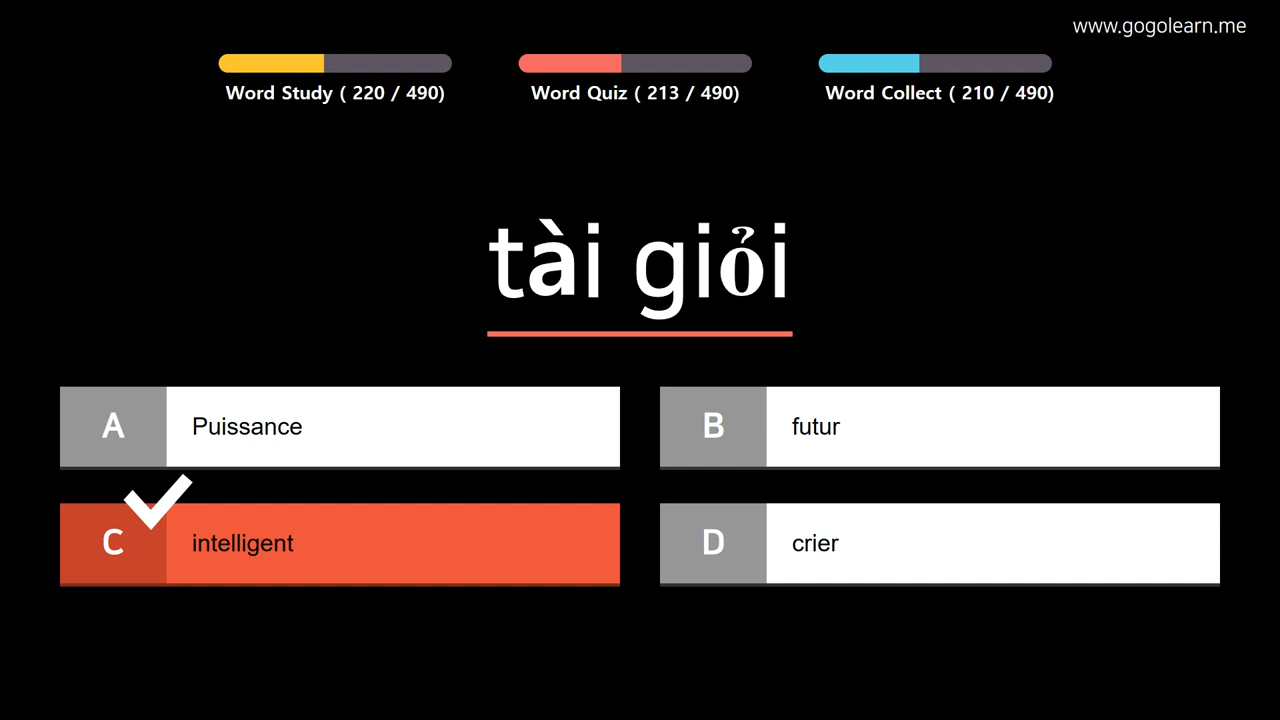 www.gogolearn.me
Word Study ( 220 / 490)
Word Quiz ( 213 / 490)
Word Collect ( 210 / 490)
tài giỏi
A Puissance
B futur
C intelligent
D crier